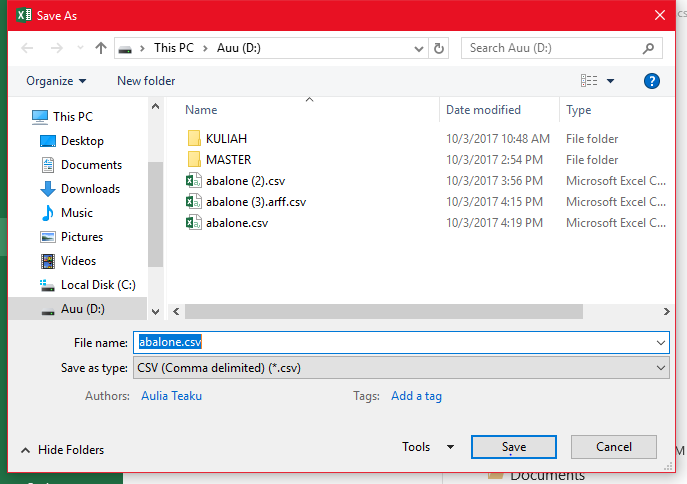 Save As
cs
This PC > Auu (D:) >
Search Auu (D:)
Organize
New folder
?
Name Date modified Type
This PC
Desktop
Documents
Downloads
Music
Pictures
Videos
Local Disk (C:)
Auu (D:)
KULIAH 10/3/2017 10:48 AM File folder
MASTER 10/3/2017 2:54 PM File folder
abalone (2).csv 10/3/2017 3:56 PM Microsoft Excel C...
abalone (3).arff.csv 10/3/2017 4:15 PM Microsoft Excel C...
abalone.csv 10/3/2017 4:19 PM Microsoft Excel C...
File name: abalone.csv
Save as type: CSV (Comma delimited) (*.csv)
Authors: Aulia Teaku Tags: Add a tag
Hide Folders Tools Save Cancel
M
Documents